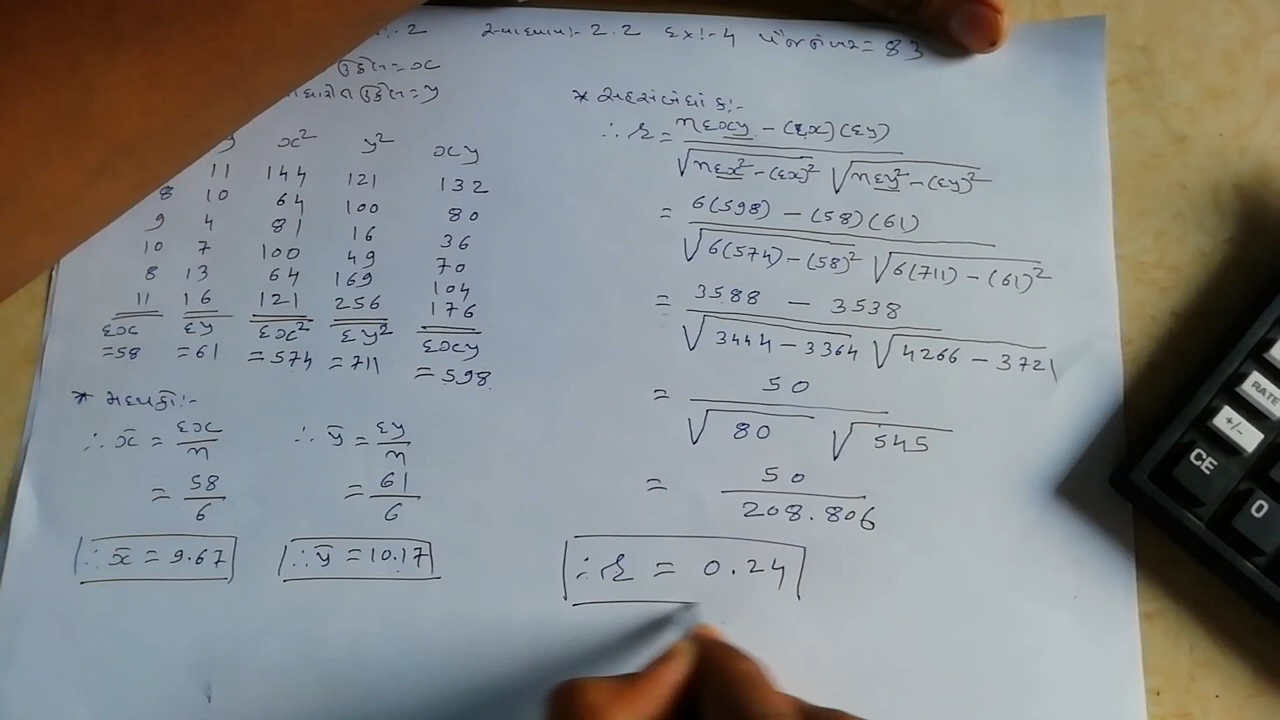 : 2 સ્વાધ્યાય:- 2.2 દા:- 4 પેજ નંબર = 83
= x
= y
y x² y² xy
11 144 121 132
8 10 64 100 80
9 4 81 16 36
10 7 100 49 70
8 13 64 169 104
11 16 121 256 176
Σx Σy Σx² Σy² Σxy
=58 =61 =574 =711 =598
* મધ્યકો:-
∴ x̄ = Σx/n ∴ ȳ = Σy/n
= 58/6 = 61/6
∴ x̄ = 9.67 ∴ ȳ = 10.17
* સહસંબંધાંક:-
∴ r = nΣxy - (Σx)(Σy) / √nΣx² - (Σx)² √nΣy² - (Σy)²
= 6(598) - (58)(61) / √6(574) - (58)² √6(711) - (61)²
= 3588 - 3538 / √3444 - 3364 √4266 - 3721
= 50 / √80 √545
= 50 / 208.806
∴ r = 0.24
RATE
+/-
CE
0